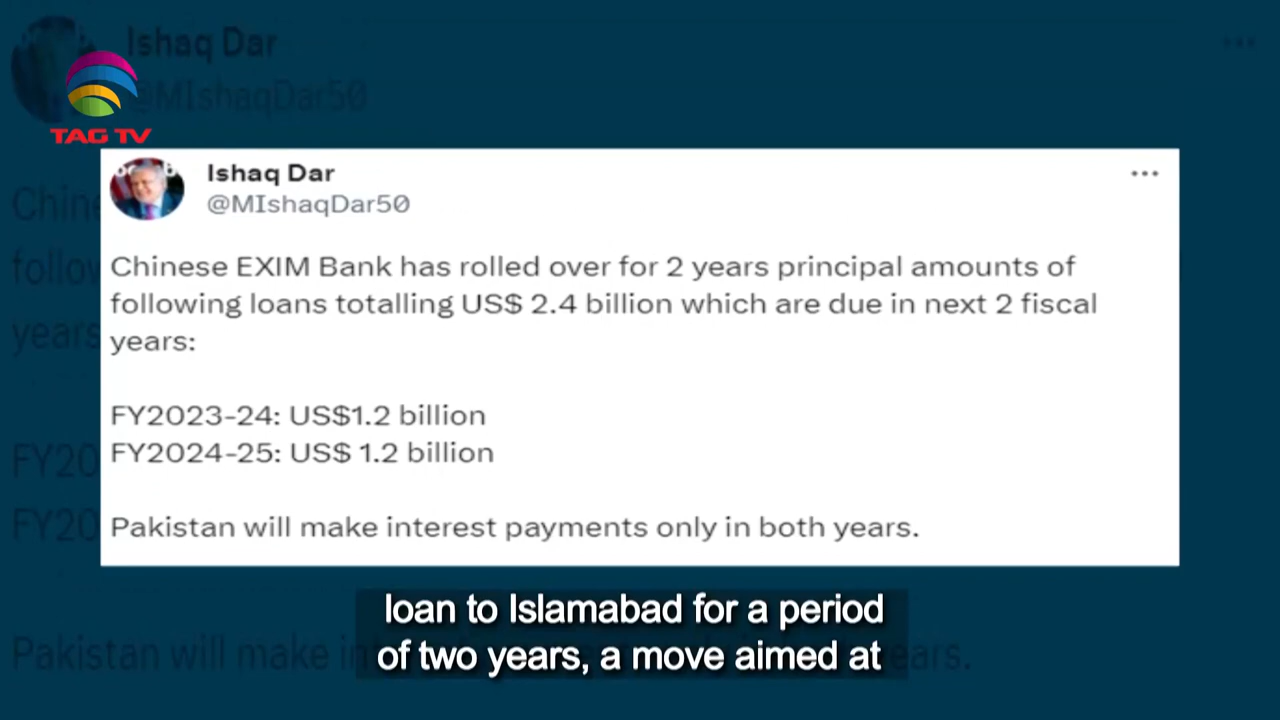 Ishaq Dar
@MIshaqDar50
TAG TV
Ishaq Dar
@MIshaqDar50
Chinese EXIM Bank has rolled over for 2 years principal amounts of
following loans totalling US$ 2.4 billion which are due in next 2 fiscal
years:
FY2023-24: US$1.2 billion
FY2024-25: US$ 1.2 billion
Pakistan will make interest payments only in both years.
loan to Islamabad for a period
of two years, a move aimed at